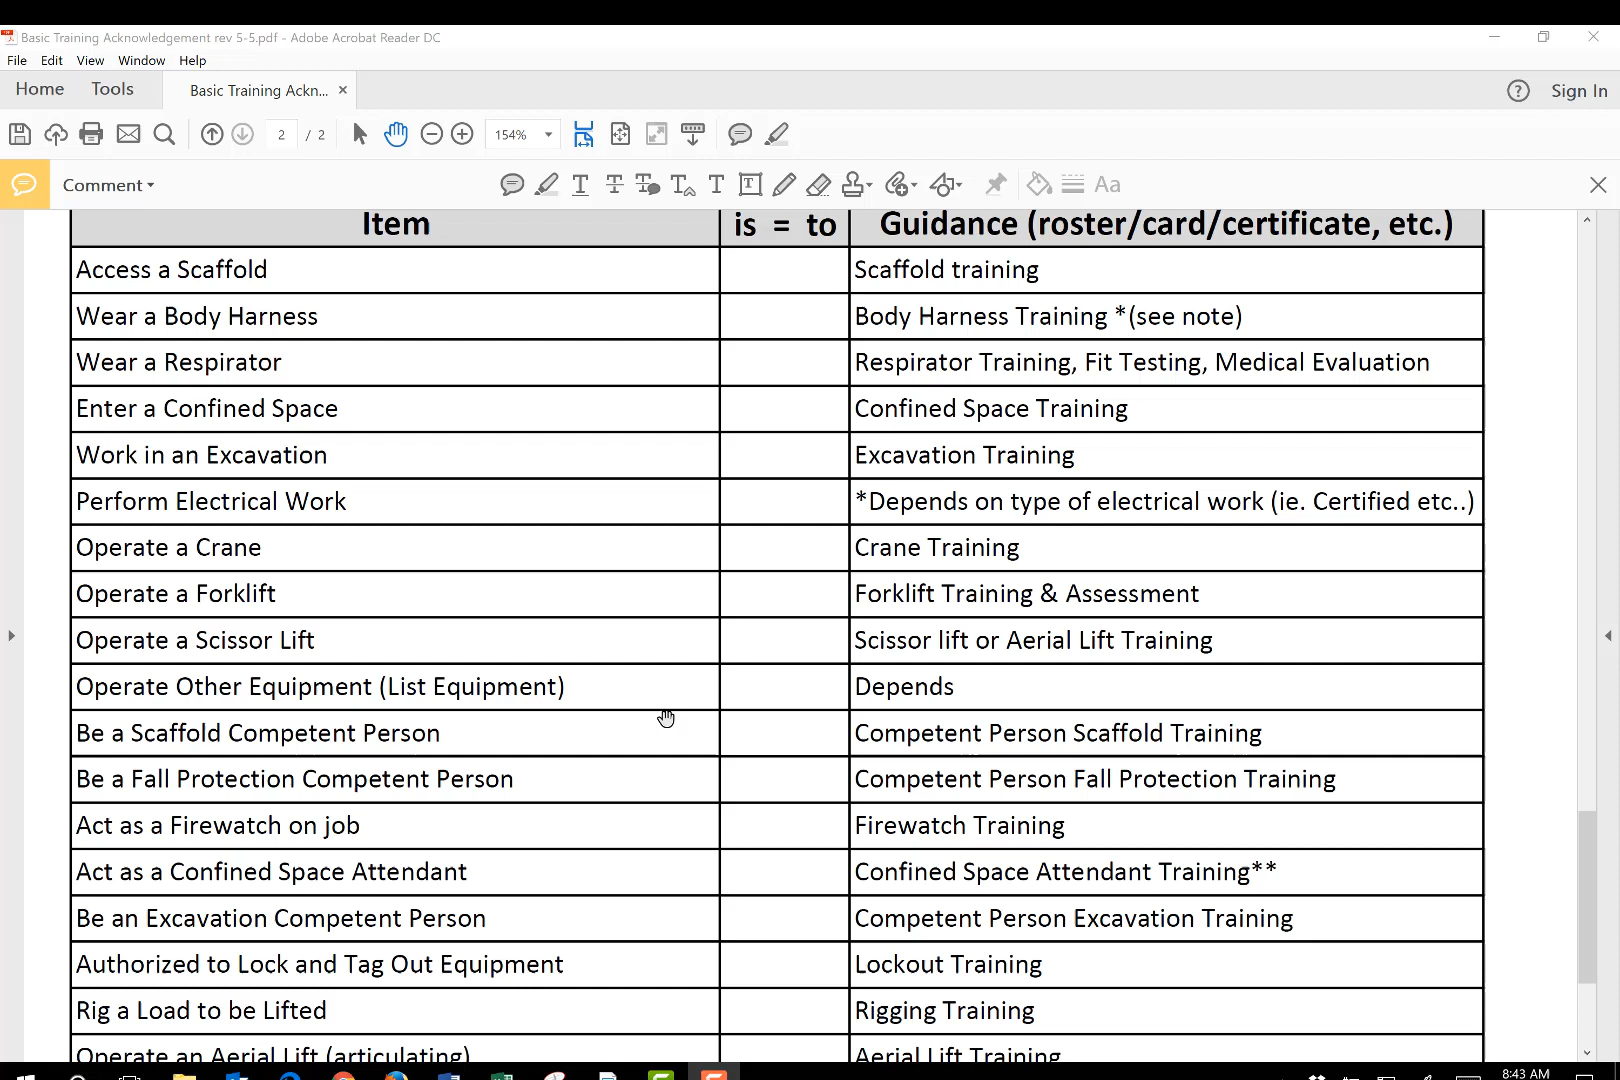 Basic Training Acknowledgement rev 5-5.pdf - Adobe Acrobat Reader DC
File Edit View Window Help
Home Tools Basic Training Ackn... × Sign In
2 / 2 154%
Comment
Item is = to Guidance (roster/card/certificate, etc.)
Access a Scaffold Scaffold training
Wear a Body Harness Body Harness Training *(see note)
Wear a Respirator Respirator Training, Fit Testing, Medical Evaluation
Enter a Confined Space Confined Space Training
Work in an Excavation Excavation Training
Perform Electrical Work *Depends on type of electrical work (ie. Certified etc..)
Operate a Crane Crane Training
Operate a Forklift Forklift Training & Assessment
Operate a Scissor Lift Scissor lift or Aerial Lift Training
Operate Other Equipment (List Equipment) Depends
Be a Scaffold Competent Person Competent Person Scaffold Training
Be a Fall Protection Competent Person Competent Person Fall Protection Training
Act as a Firewatch on job Firewatch Training
Act as a Confined Space Attendant Confined Space Attendant Training**
Be an Excavation Competent Person Competent Person Excavation Training
Authorized to Lock and Tag Out Equipment Lockout Training
Rig a Load to be Lifted Rigging Training
Operate an Aerial Lift (articulating) Aerial Lift Training
8:43 AM